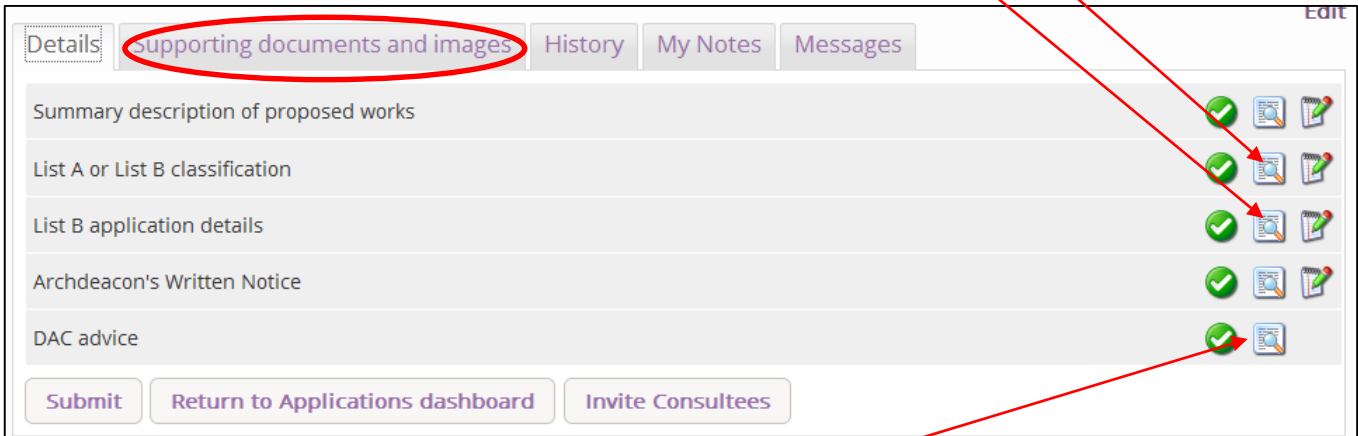 Edit
Details Supporting documents and images History My Notes Messages
Summary description of proposed works
List A or List B classification
List B application details
Archdeacon's Written Notice
DAC advice
Submit Return to Applications dashboard Invite Consultees